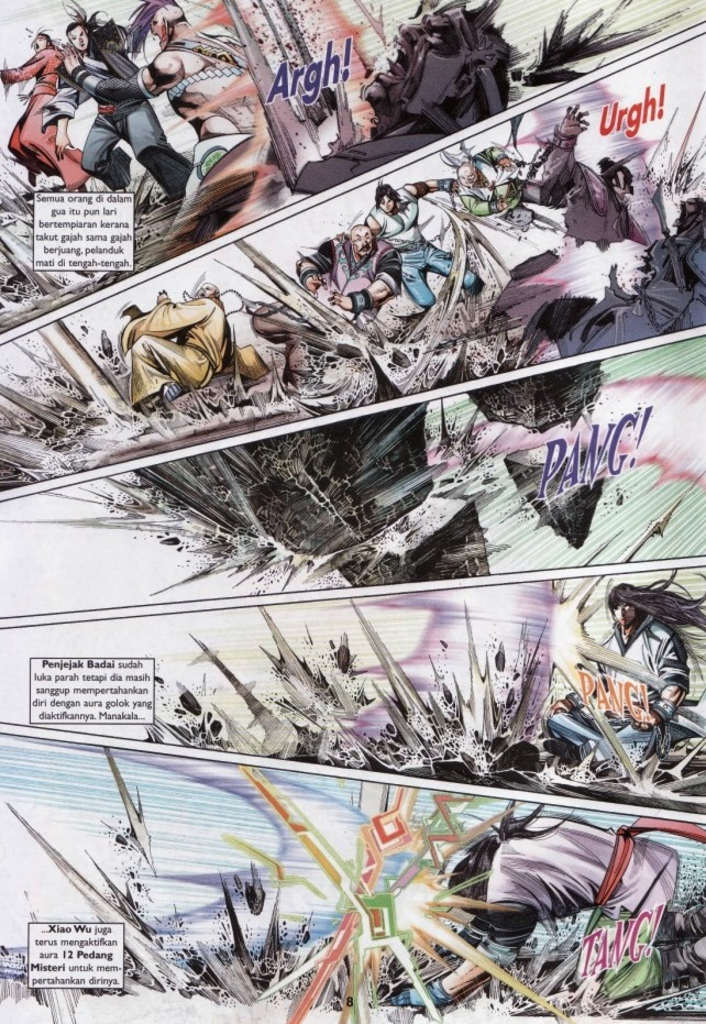 Argh!
Urgh!
Semua orang di dalam
gua itu pun lari
bertempiaran kerana
takut gajah sama gajah
berjuang, pelanduk
mati di tengah-tengah.
PANG!
Penjejak Badai sudah
luka parah tetapi dia masih
sanggup mempertahankan
diri dengan aura golok yang
diaktifkannya. Manakala...
PANG!
...Xiao Wu juga
terus mengaktifkan
aura 12 Pedang
Misteri untuk mem-
pertahankan dirinya.
TANG!
8